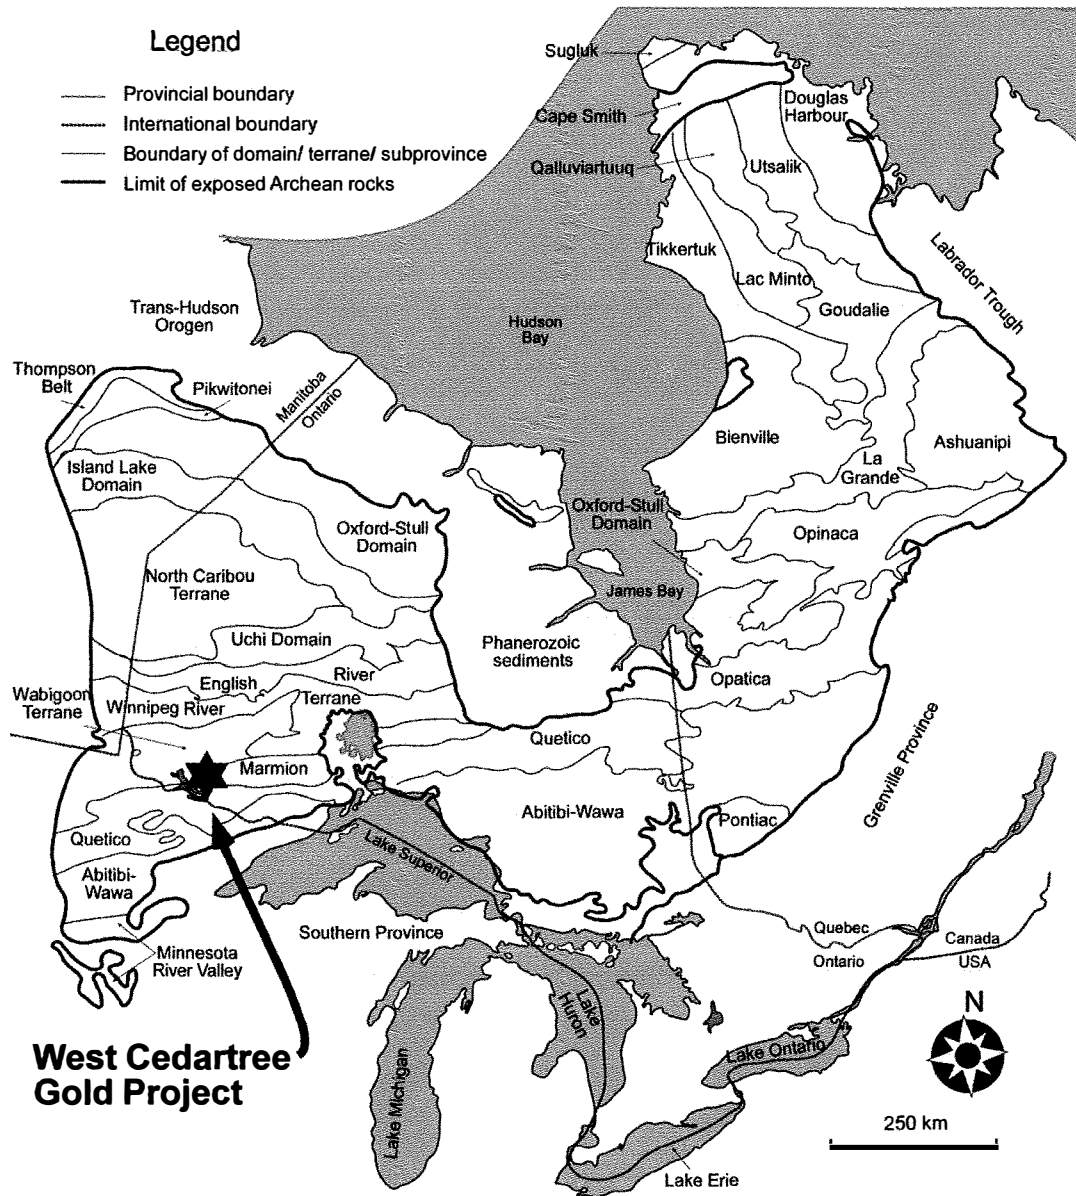 Legend
Provincial boundary
International boundary
Boundary of domain/ terrane/ subprovince
Limit of exposed Archean rocks
Sugluk
Cape Smith
Douglas
Harbour
Qalluviartuuq
Utsalik
Tikkertuk
Lac Minto
Goudalie
Labrador Trough
Trans-Hudson
Orogen
Hudson
Bay
Thompson
Belt
Pikwitonei
Manitoba
Ontario
Bienville
Ashuanipi
La
Grande
Island Lake
Domain
Oxford-Stull
Domain
Oxford-Stull
Domain
Opinaca
North Caribou
Terrane
James Bay
Uchi Domain
Phanerozoic
sediments
River
English
Opatica
Wabigoon
Terrane
Winnipeg River
Terrane
Quetico
Grenville Province
Marmion
Abitibi-Wawa
Pontiac
Quetico
Lake Superior
Abitibi-
Wawa
Southern Province
Quebec
Ontario
Canada
USA
Minnesota
River Valley
Lake
Huron
N
West Cedartree
Gold Project
Lake Michigan
Lake Ontario
250 km
Lake Erie